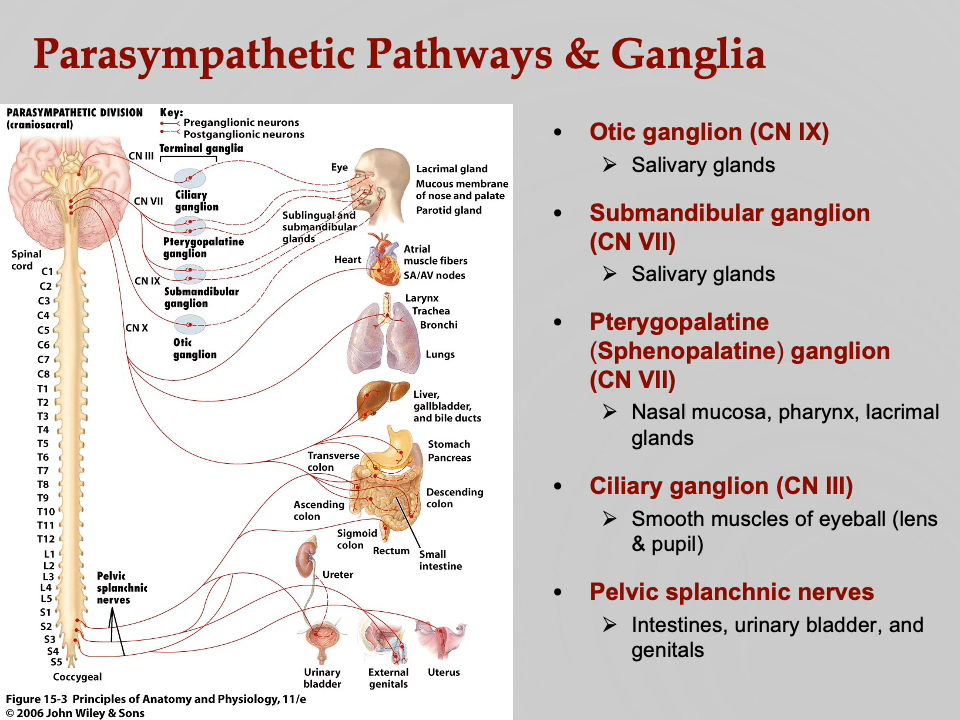 Parasympathetic Pathways & Ganglia
PARASYMPATHETIC DIVISION
(craniosacral)
Key:
Preganglionic neurons
Postganglionic neurons
Terminal ganglia
CN III
Eye
Lacrimal gland
Mucous membrane
of nose and palate
Parotid gland
CN VII
Ciliary
ganglion
Sublingual and
submandibular
glands
Pterygopalatine
ganglion
Spinal
cord
Heart
Atrial
muscle fibers
SA/AV nodes
CN IX
Submandibular
ganglion
Larynx
Trachea
Bronchi
CN X
Otic
ganglion
Lungs
C1
C2
C3
C4
C5
C6
C7
C8
T1
T2
T3
T4
T5
T6
T7
T8
T9
T10
T11
T12
L1
L2
L3
L4
L5
S1
S2
S3
S4
S5
Coccygeal
Liver,
gallbladder,
and bile ducts
Stomach
Pancreas
Transverse
colon
Descending
colon
Ascending
colon
Sigmoid
colon
Rectum
Small
intestine
Pelvic
splanchnic
nerves
Ureter
Urinary
bladder
External
genitals
Uterus
Figure 15-3 Principles of Anatomy and Physiology, 11/e
© 2006 John Wiley & Sons
• Otic ganglion (CN IX)
➢ Salivary glands
• Submandibular ganglion
(CN VII)
➢ Salivary glands
• Pterygopalatine
(Sphenopalatine) ganglion
(CN VII)
➢ Nasal mucosa, pharynx, lacrimal
glands
• Ciliary ganglion (CN III)
➢ Smooth muscles of eyeball (lens
& pupil)
• Pelvic splanchnic nerves
➢ Intestines, urinary bladder, and
genitals